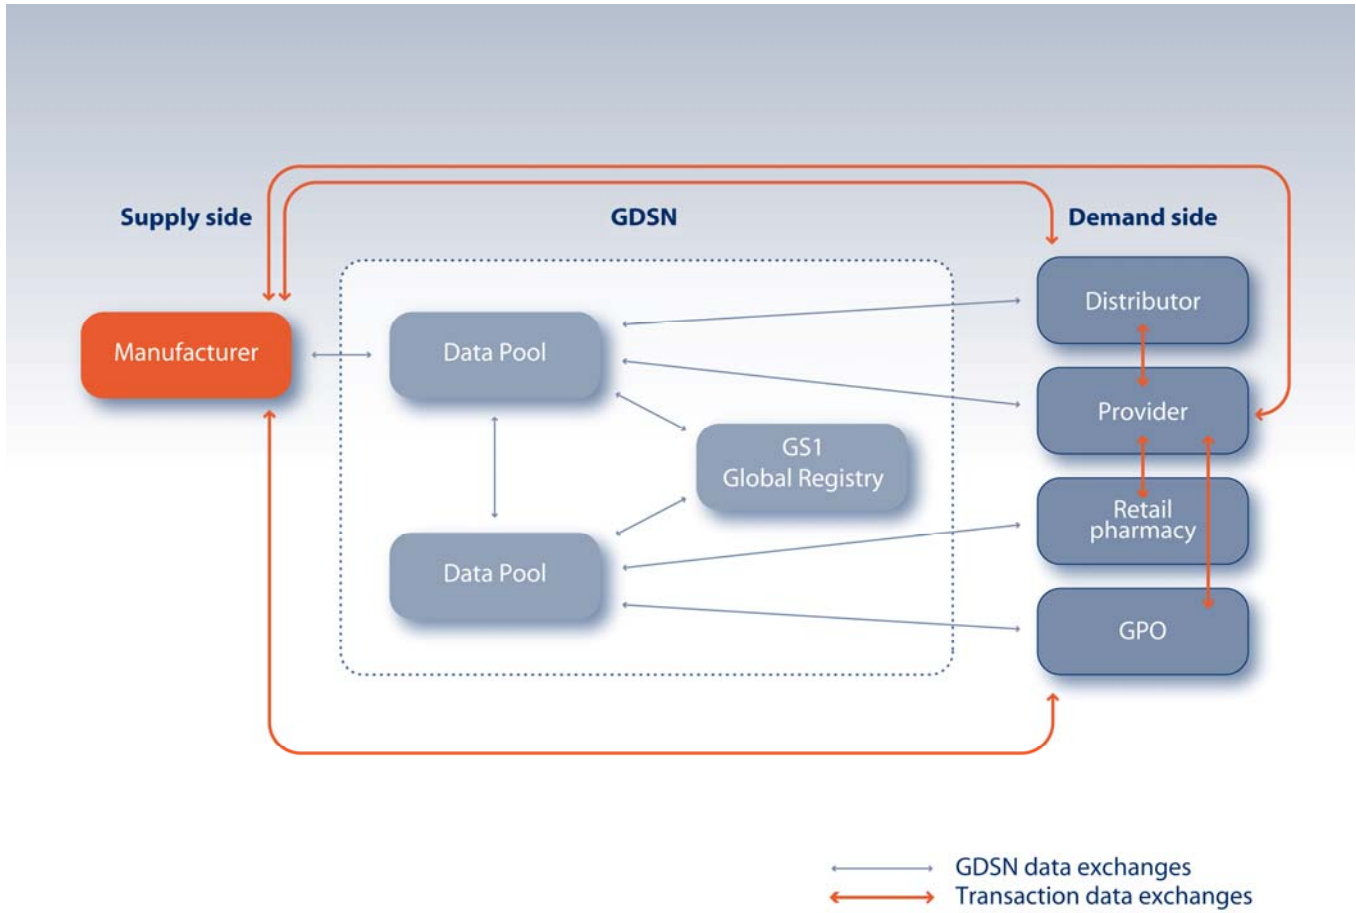 Supply side
GDSN
Demand side
Manufacturer
Data Pool
Distributor
Provider
GS1
Global Registry
Data Pool
Retail
pharmacy
GPO
GDSN data exchanges
Transaction data exchanges